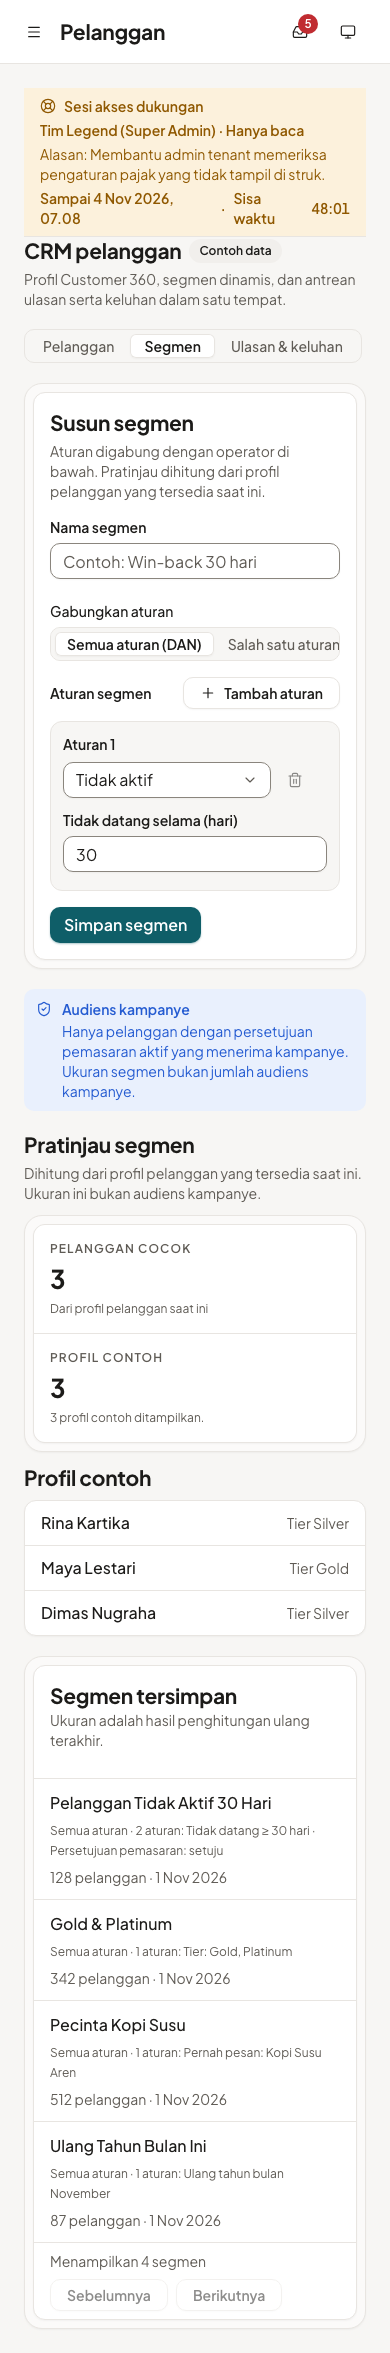 Pelanggan
5
Sesi akses dukungan
Tim Legend (Super Admin) · Hanya baca
Alasan: Membantu admin tenant memeriksa
pengaturan pajak yang tidak tampil di struk.
Sampai 4 Nov 2026, 07.08 · Sisa waktu 48:01
CRM pelanggan Contoh data
Profil Customer 360, segmen dinamis, dan antrean
ulasan serta keluhan dalam satu tempat.
Pelanggan Segmen Ulasan & keluhan
Susun segmen
Aturan digabung dengan operator di
bawah. Pratinjau dihitung dari profil
pelanggan yang tersedia saat ini.
Nama segmen
Contoh: Win-back 30 hari
Gabungkan aturan
Semua aturan (DAN) Salah satu aturan
Aturan segmen + Tambah aturan
Aturan 1
Tidak aktif
Tidak datang selama (hari)
30
Simpan segmen
Audiens kampanye
Hanya pelanggan dengan persetujuan
pemasaran aktif yang menerima kampanye.
Ukuran segmen bukan jumlah audiens
kampanye.
Pratinjau segmen
Dihitung dari profil pelanggan yang tersedia saat ini.
Ukuran ini bukan audiens kampanye.
PELANGGAN COCOK
3
Dari profil pelanggan saat ini
PROFIL CONTOH
3
3 profil contoh ditampilkan.
Profil contoh
Rina Kartika Tier Silver
Maya Lestari Tier Gold
Dimas Nugraha Tier Silver
Segmen tersimpan
Ukuran adalah hasil penghitungan ulang
terakhir.
Pelanggan Tidak Aktif 30 Hari
Semua aturan · 2 aturan: Tidak datang ≥ 30 hari ·
Persetujuan pemasaran: setuju
128 pelanggan · 1 Nov 2026
Gold & Platinum
Semua aturan · 1 aturan: Tier: Gold, Platinum
342 pelanggan · 1 Nov 2026
Pecinta Kopi Susu
Semua aturan · 1 aturan: Pernah pesan: Kopi Susu
Aren
512 pelanggan · 1 Nov 2026
Ulang Tahun Bulan Ini
Semua aturan · 1 aturan: Ulang tahun bulan
November
87 pelanggan · 1 Nov 2026
Menampilkan 4 segmen
Sebelumnya Berikutnya